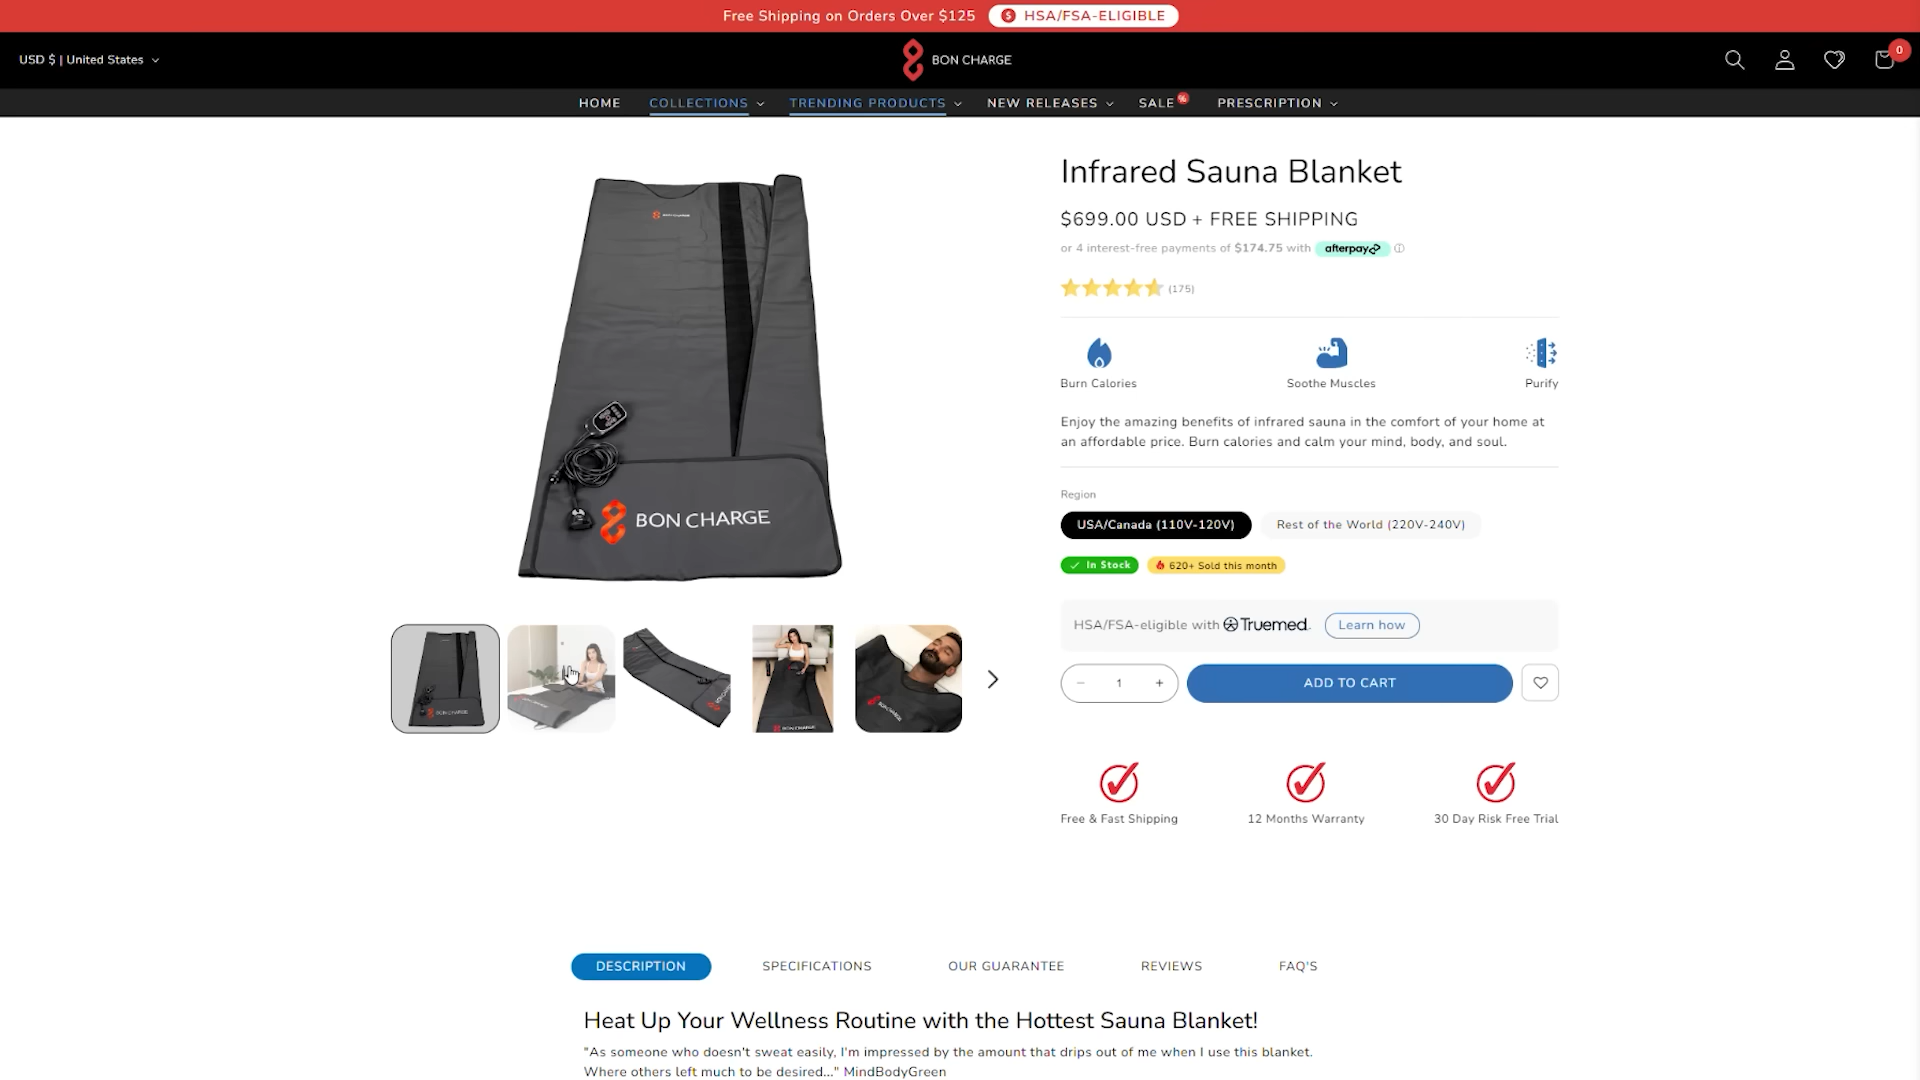 Free Shipping on Orders Over $125 $ HSA/FSA-ELIGIBLE
USD $ | United States
BON CHARGE
0
HOME COLLECTIONS TRENDING PRODUCTS NEW RELEASES SALE % PRESCRIPTION
BON CHARGE
BON CHARGE
Infrared Sauna Blanket
$699.00 USD + FREE SHIPPING
or 4 interest-free payments of $174.75 with afterpay
(175)
Burn Calories Soothe Muscles Purify
Enjoy the amazing benefits of infrared sauna in the comfort of your home at
an affordable price. Burn calories and calm your mind, body, and soul.
Region
USA/Canada (110V-120V) Rest of the World (220V-240V)
In Stock 620+ Sold this month
HSA/FSA-eligible with Truemed. Learn how
− 1 + ADD TO CART
BON CHARGE
BON CHARGE
Free & Fast Shipping 12 Months Warranty 30 Day Risk Free Trial
DESCRIPTION SPECIFICATIONS OUR GUARANTEE REVIEWS FAQ'S
Heat Up Your Wellness Routine with the Hottest Sauna Blanket!
"As someone who doesn't sweat easily, I'm impressed by the amount that drips out of me when I use this blanket.
Where others left much to be desired..." MindBodyGreen